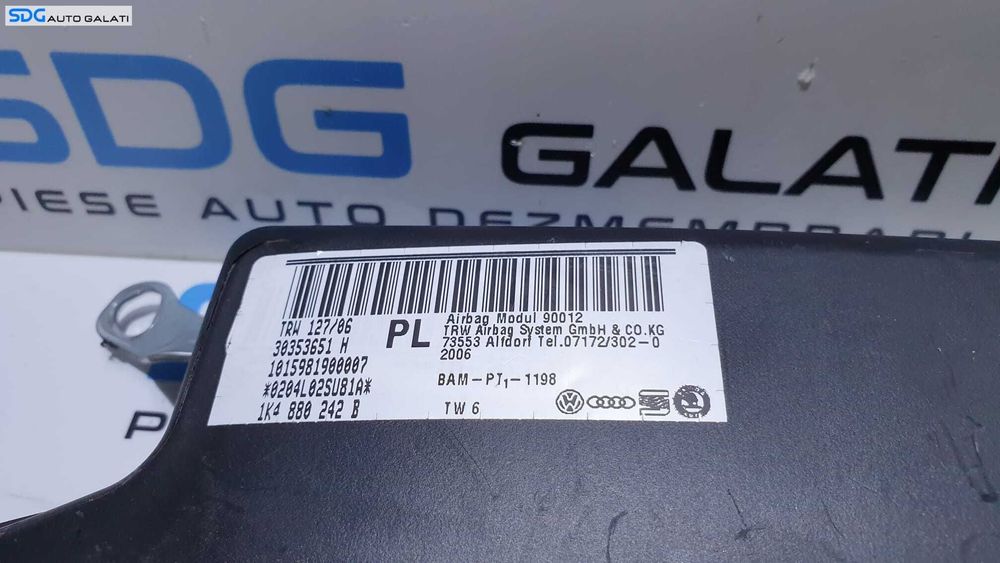 SDG AUTO GALATI
SDG GALATI
PIESE AUTO DEZMEMBRARI
TRW 127/06
30353651 H
1015981900007
*0204L02SU81A*
1K4 880 242 B
PL
Airbag Modul 90012
TRW Airbag System GmbH & CO.KG
73553 Alfdorf Tel.07172/302-0
2006
BAM-PT1-1198
TW 6